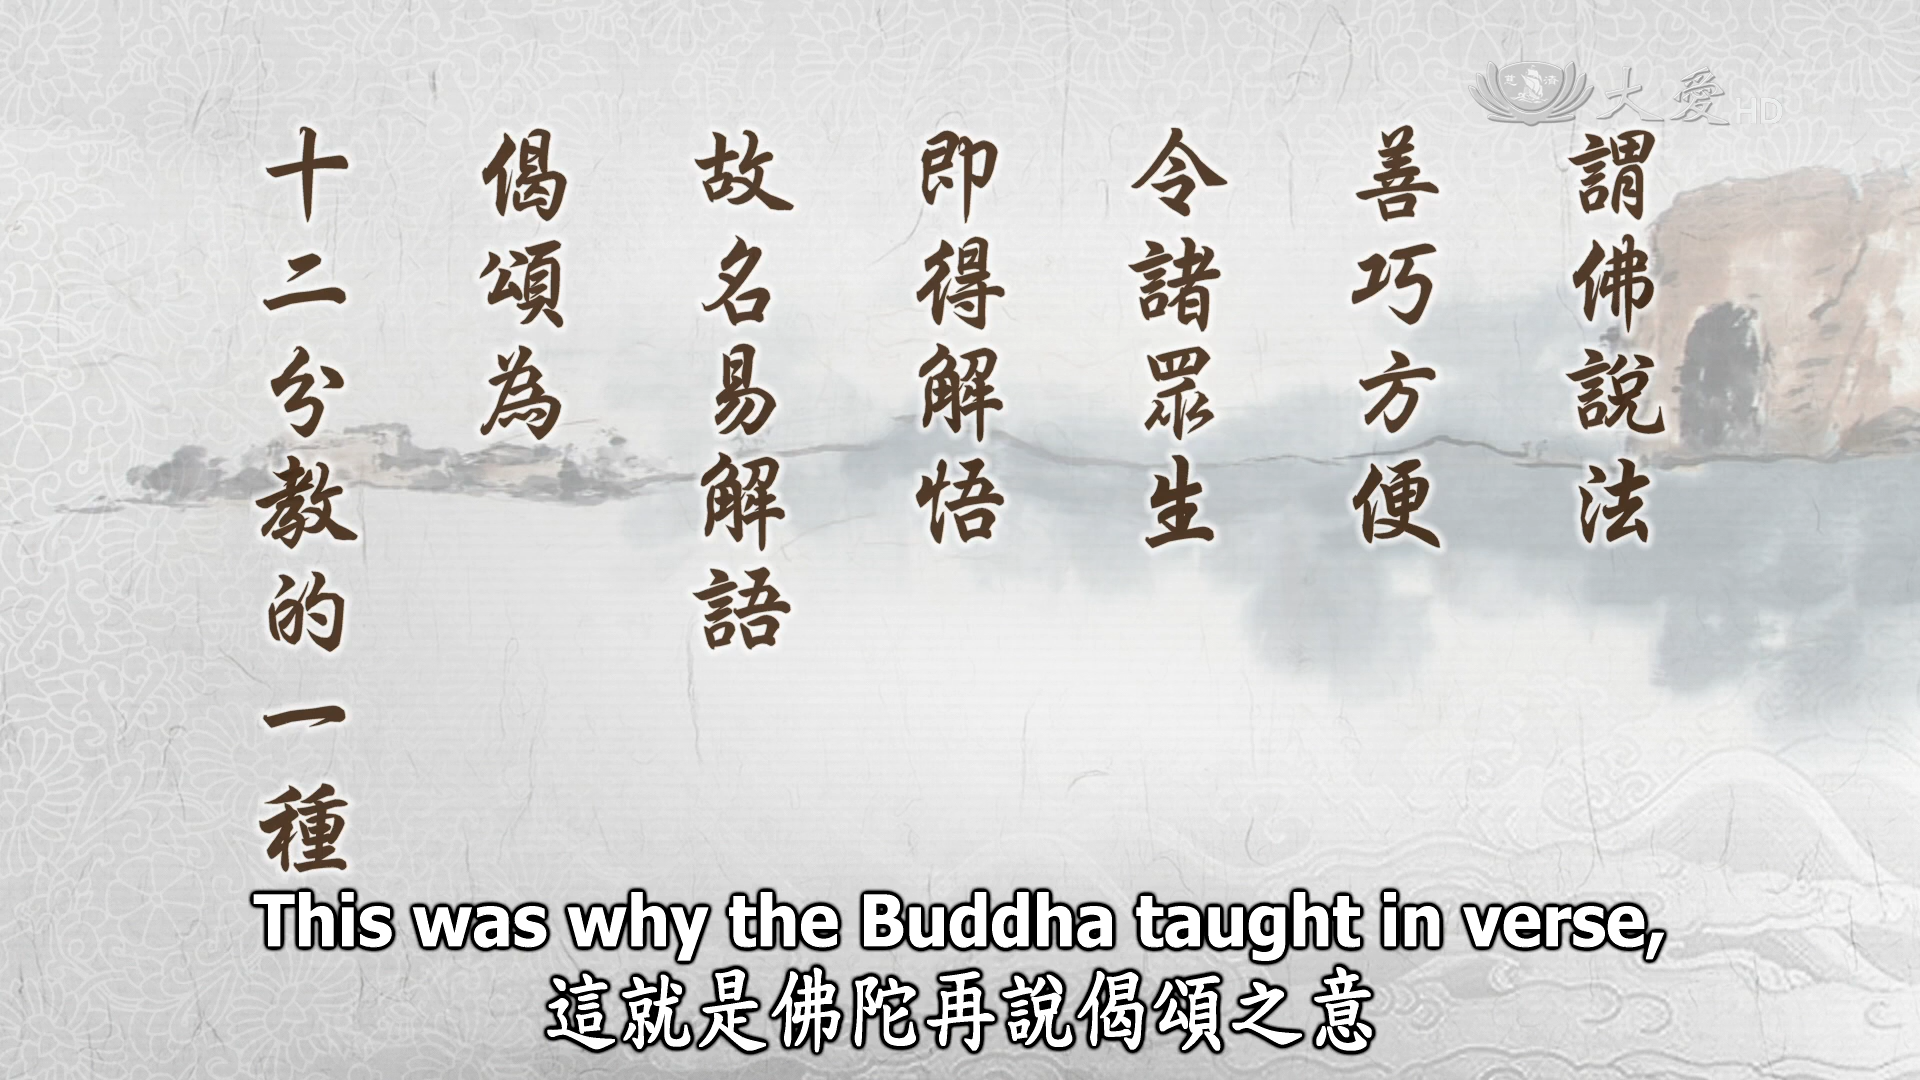 大愛HD
謂佛說法
善巧方便
令諸眾生
即得解悟
故名易解語
偈頌為
十二分教的一種
This was why the Buddha taught in verse,
這就是佛陀再說偈頌之意